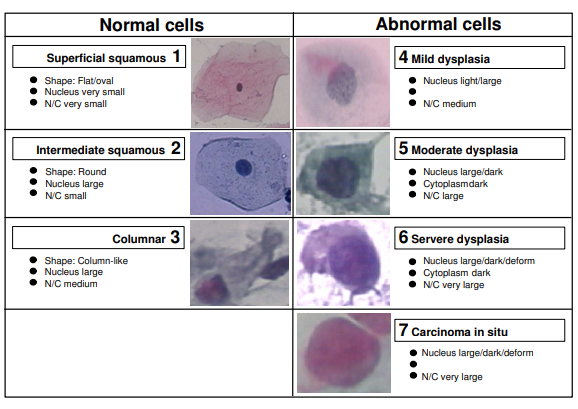 Normal cells
Abnormal cells
Superficial squamous 1
Shape: Flat/oval
Nucleus very small
N/C very small
4 Mild dysplasia
Nucleus light/large
N/C medium
Intermediate squamous 2
Shape: Round
Nucleus large
N/C small
5 Moderate dysplasia
Nucleus large/dark
Cytoplasmdark
N/C large
Columnar 3
Shape: Column-like
Nucleus large
N/C medium
6 Servere dysplasia
Nucleus large/dark/deform
Cytoplasm dark
N/C very large
7 Carcinoma in situ
Nucleus large/dark/deform
N/C very large